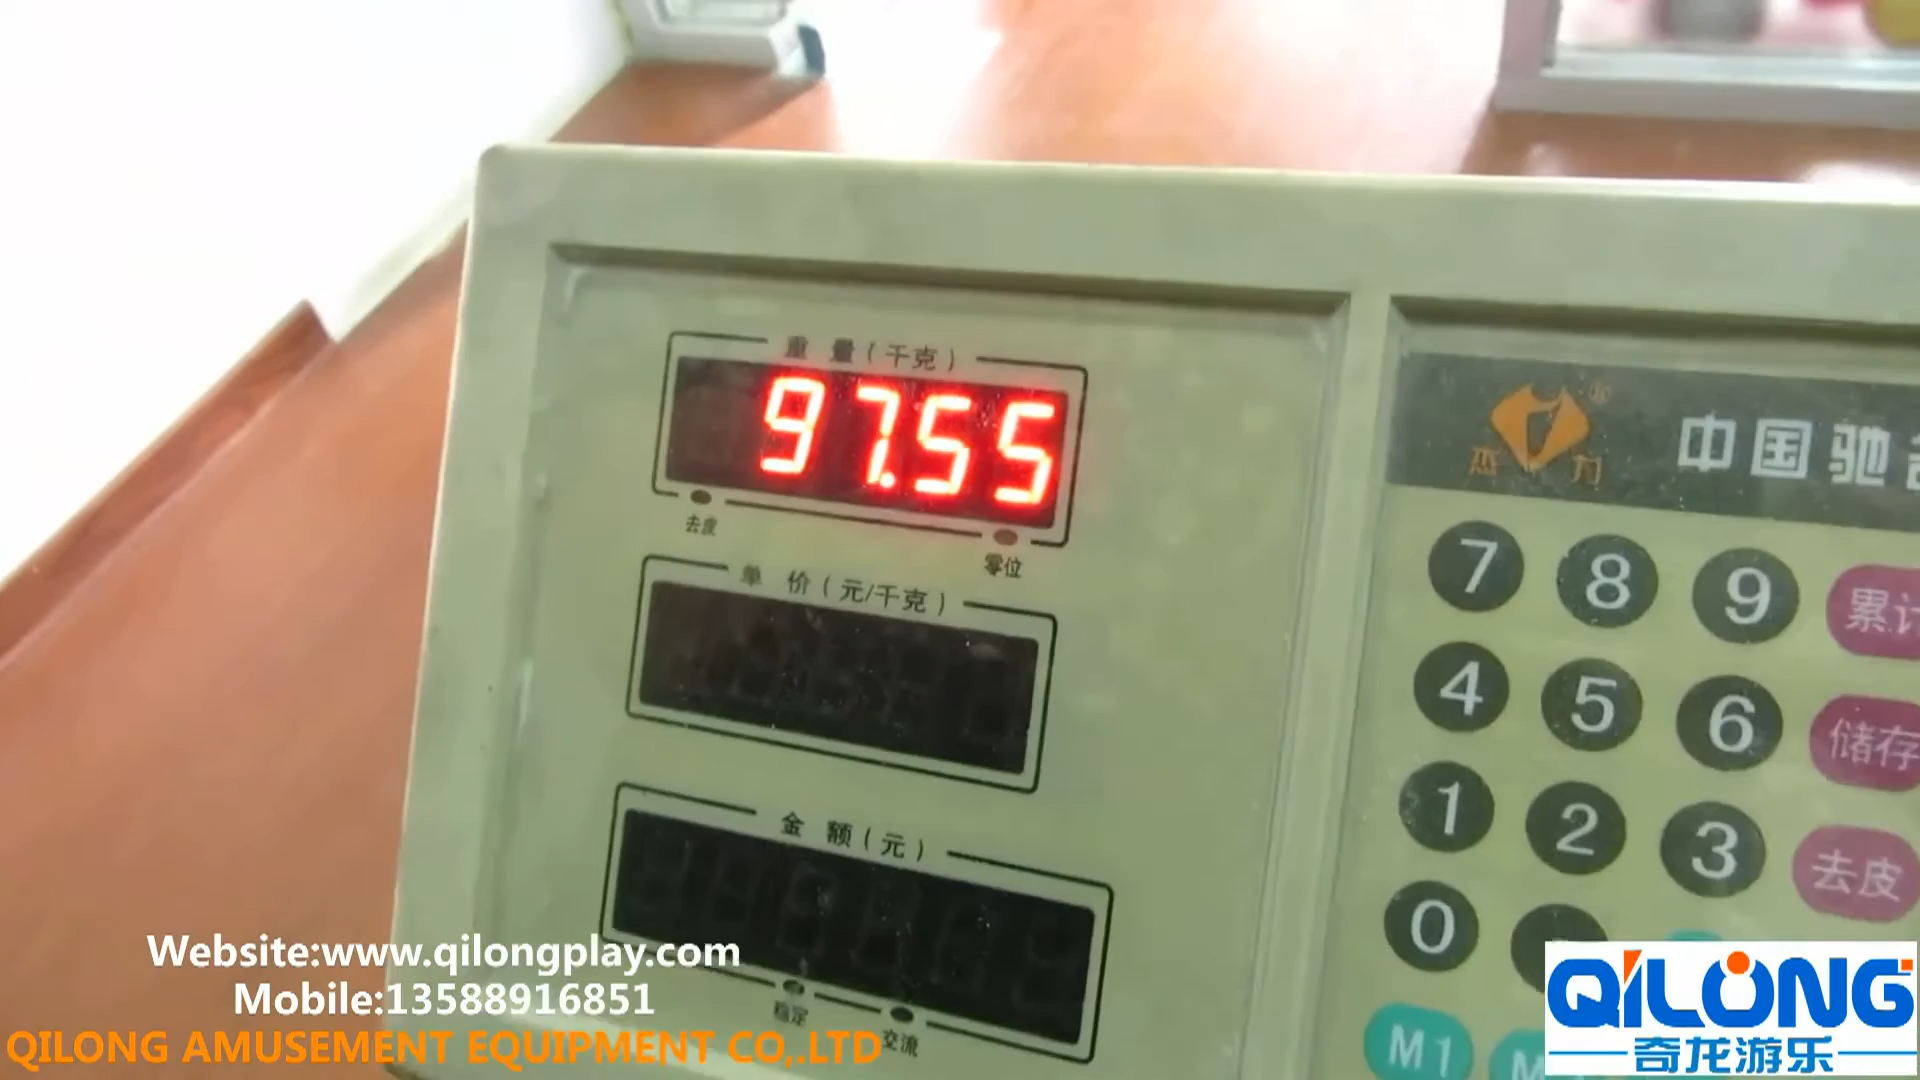 重 量(千克)
97.55
去皮
零位
单 价(元/千克)
金 额(元)
稳定
交流
杰力
中国驰
7 8 9 累计
4 5 6 储存
1 2 3 去皮
0
M1
Website:www.qilongplay.com
Mobile:13588916851
QILONG AMUSEMENT EQUIPMENT CO,.LTD
QILONG
奇龙游乐